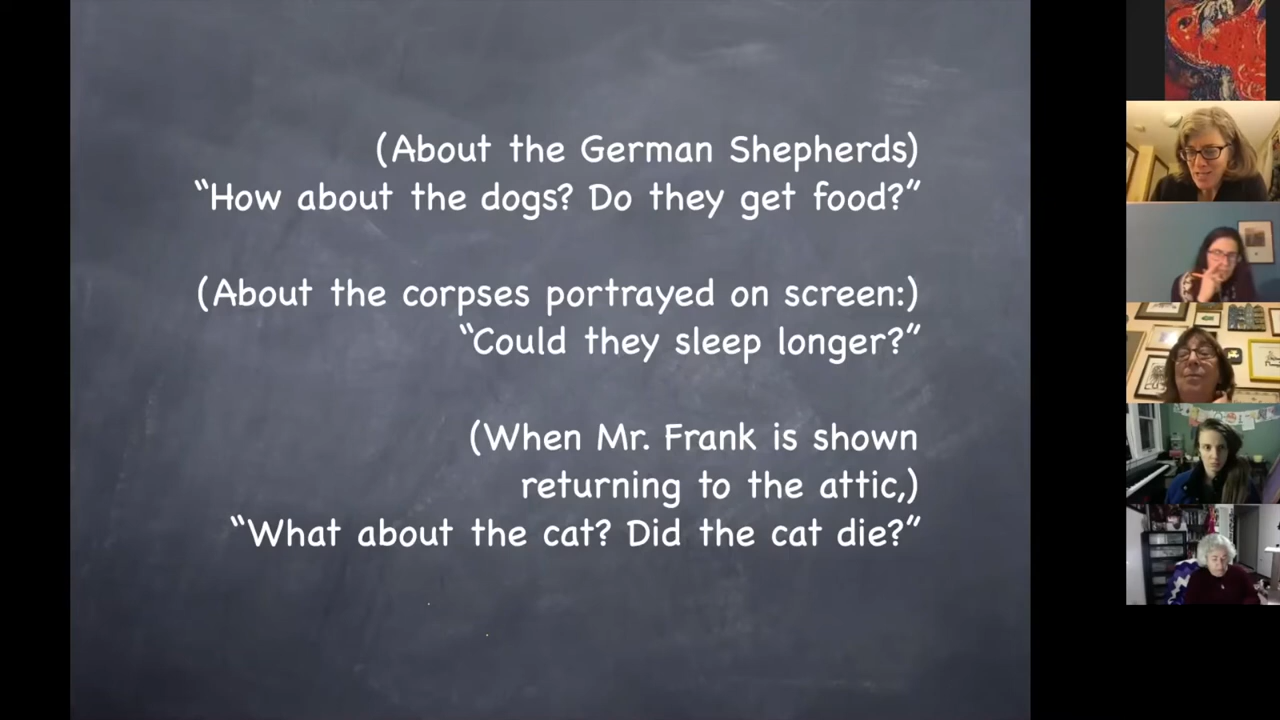 (About the German Shepherds)
“How about the dogs? Do they get food?”
(About the corpses portrayed on screen:)
“Could they sleep longer?”
(When Mr. Frank is shown
returning to the attic,)
“What about the cat? Did the cat die?”